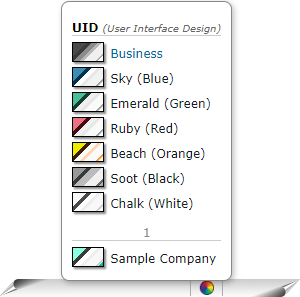 UID (User Interface Design)
Business
Sky (Blue)
Emerald (Green)
Ruby (Red)
Beach (Orange)
Soot (Black)
Chalk (White)
1
Sample Company